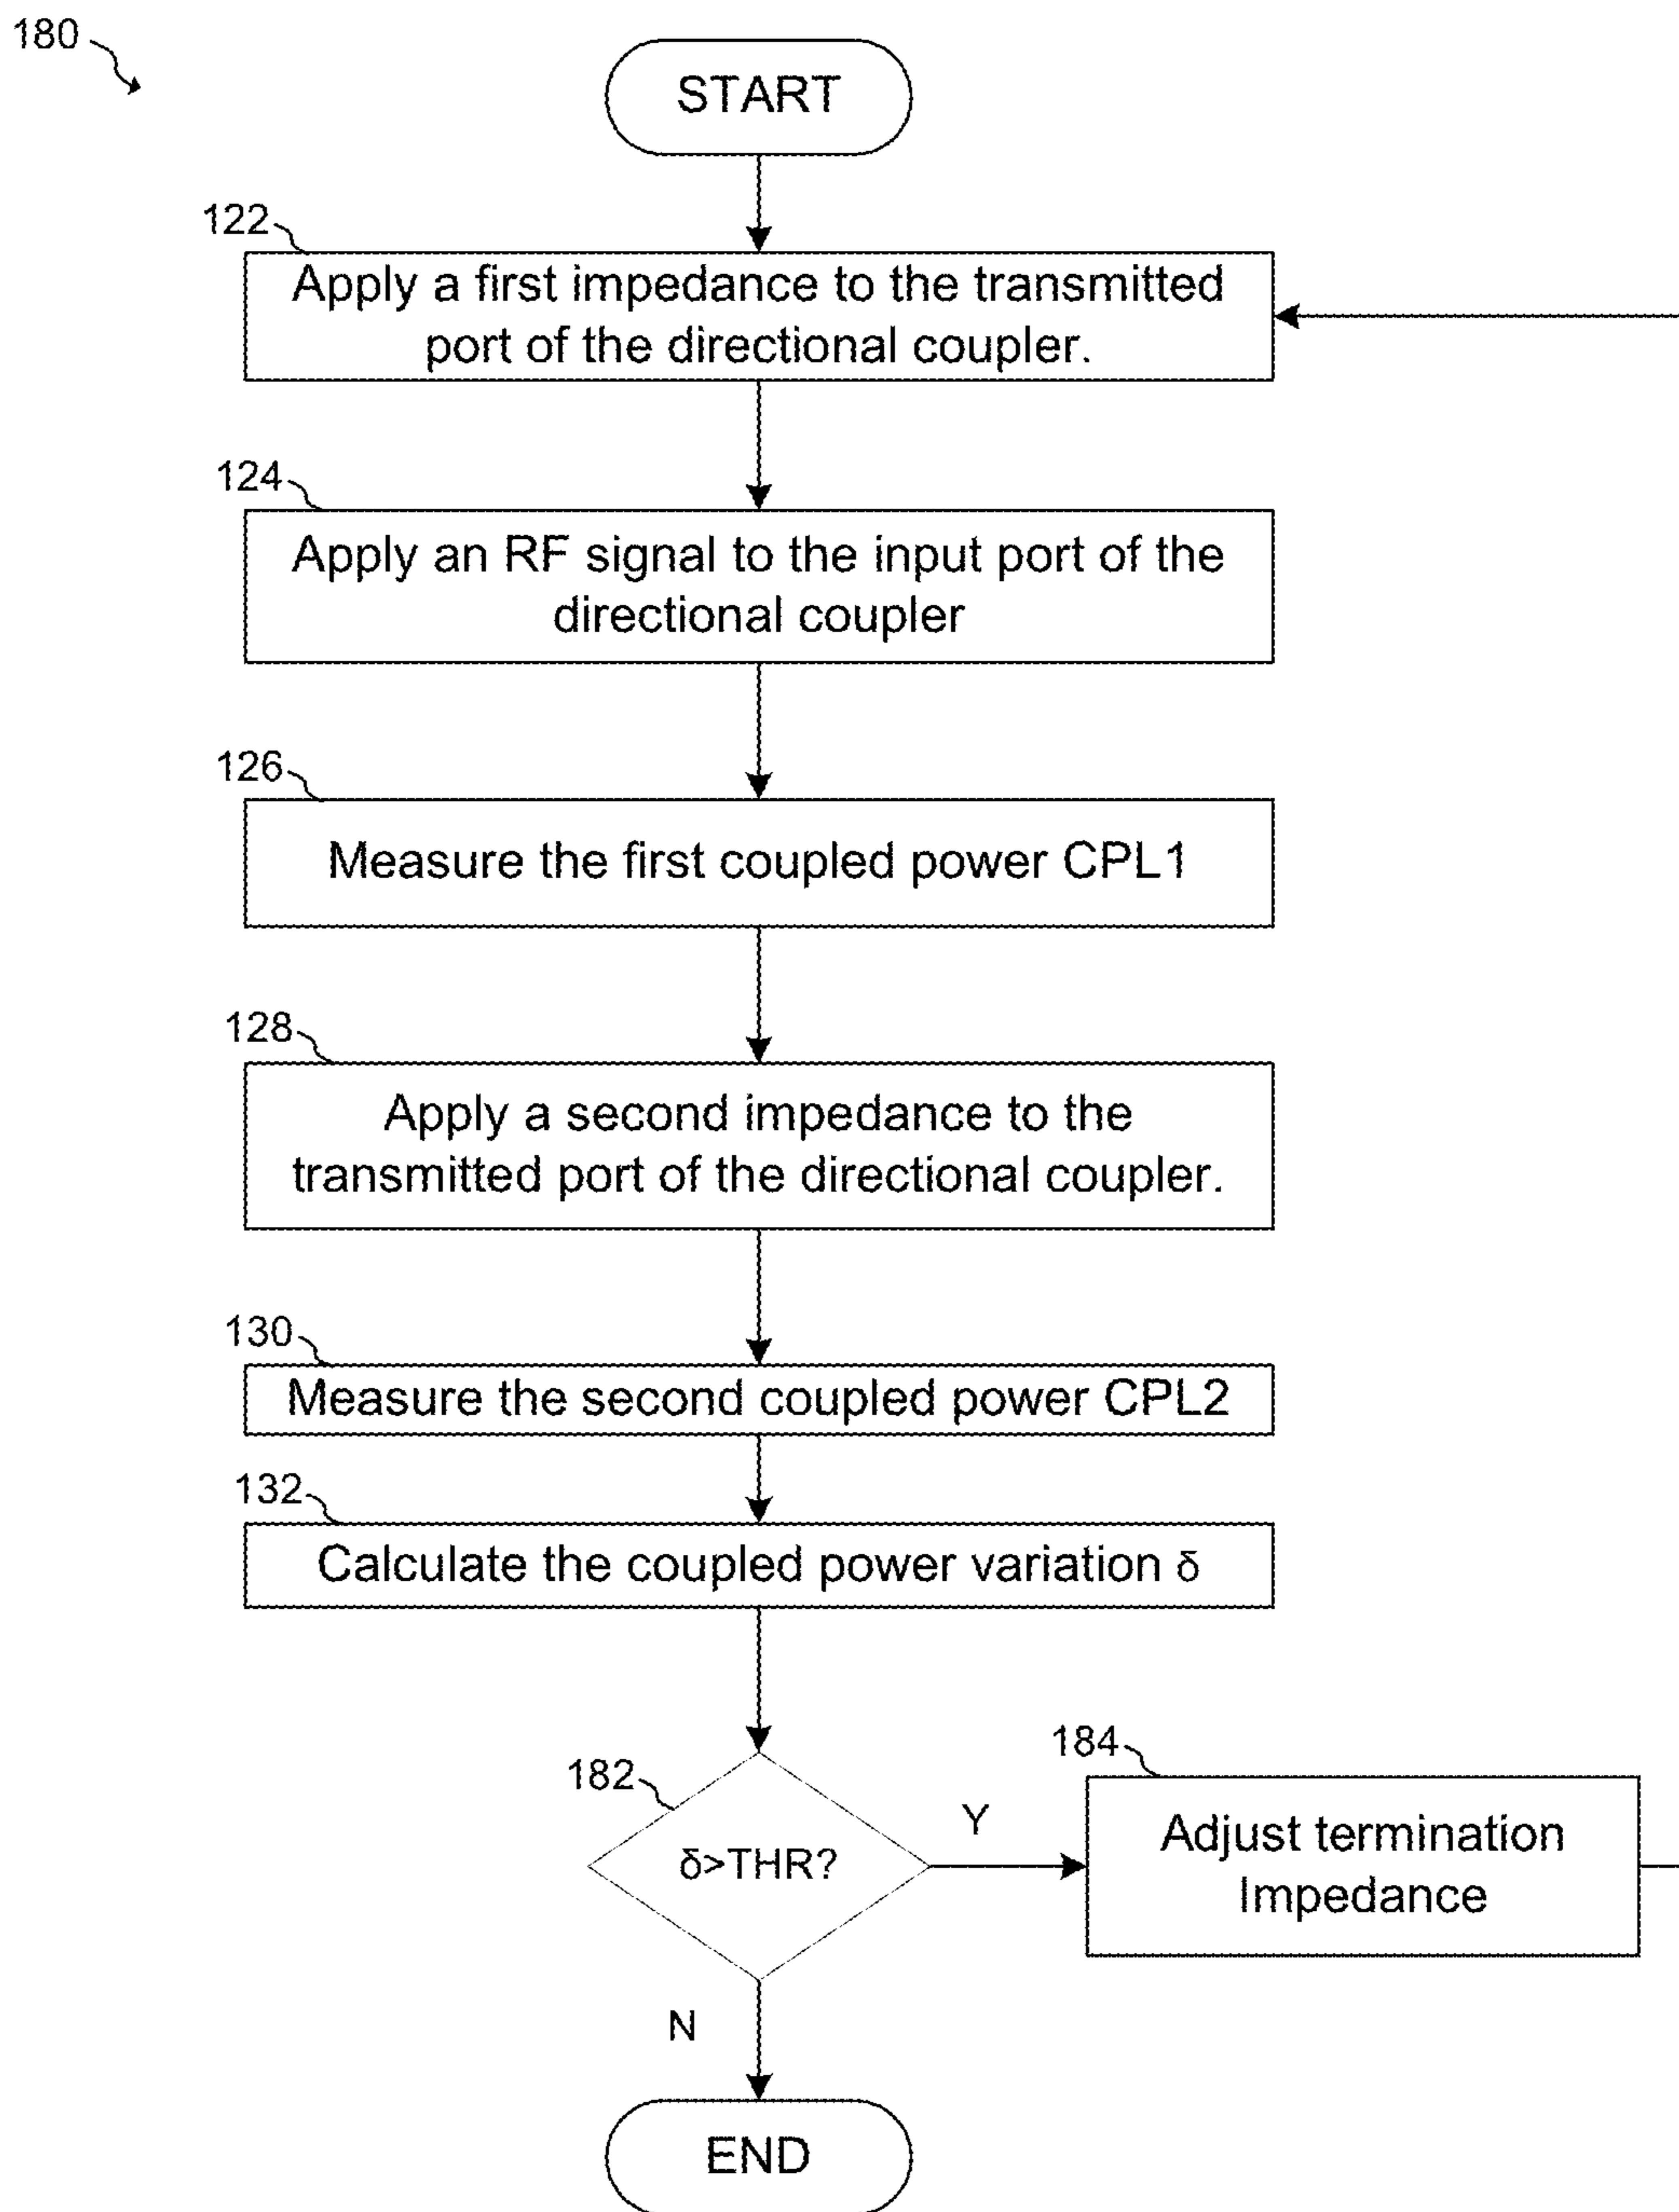 180
START
122
Apply a first impedance to the transmitted
port of the directional coupler.
124
Apply an RF signal to the input port of the
directional coupler
126
Measure the first coupled power CPL1
128
Apply a second impedance to the
transmitted port of the directional coupler.
130
Measure the second coupled power CPL2
132
Calculate the coupled power variation δ
182
δ>THR?
Y
184
Adjust termination
Impedance
N
END